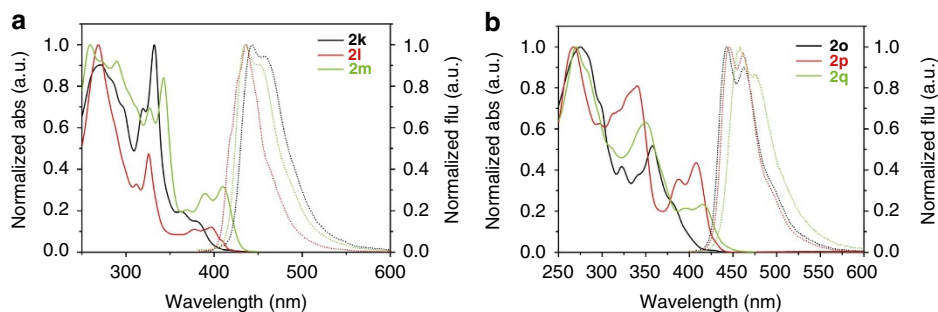 a
Normalized abs (a.u.)
1.0
0.8
0.6
0.4
0.2
0.0
2k
2l
2m
1.0
0.8
0.6
0.4
0.2
0.0
Normalized flu (a.u.)
300 400 500 600
Wavelength (nm)
b
Normalized abs (a.u.)
1.0
0.8
0.6
0.4
0.2
0.0
2o
2p
2q
1.0
0.8
0.6
0.4
0.2
0.0
Normalized flu (a.u.)
250 300 350 400 450 500 550 600
Wavelength (nm)